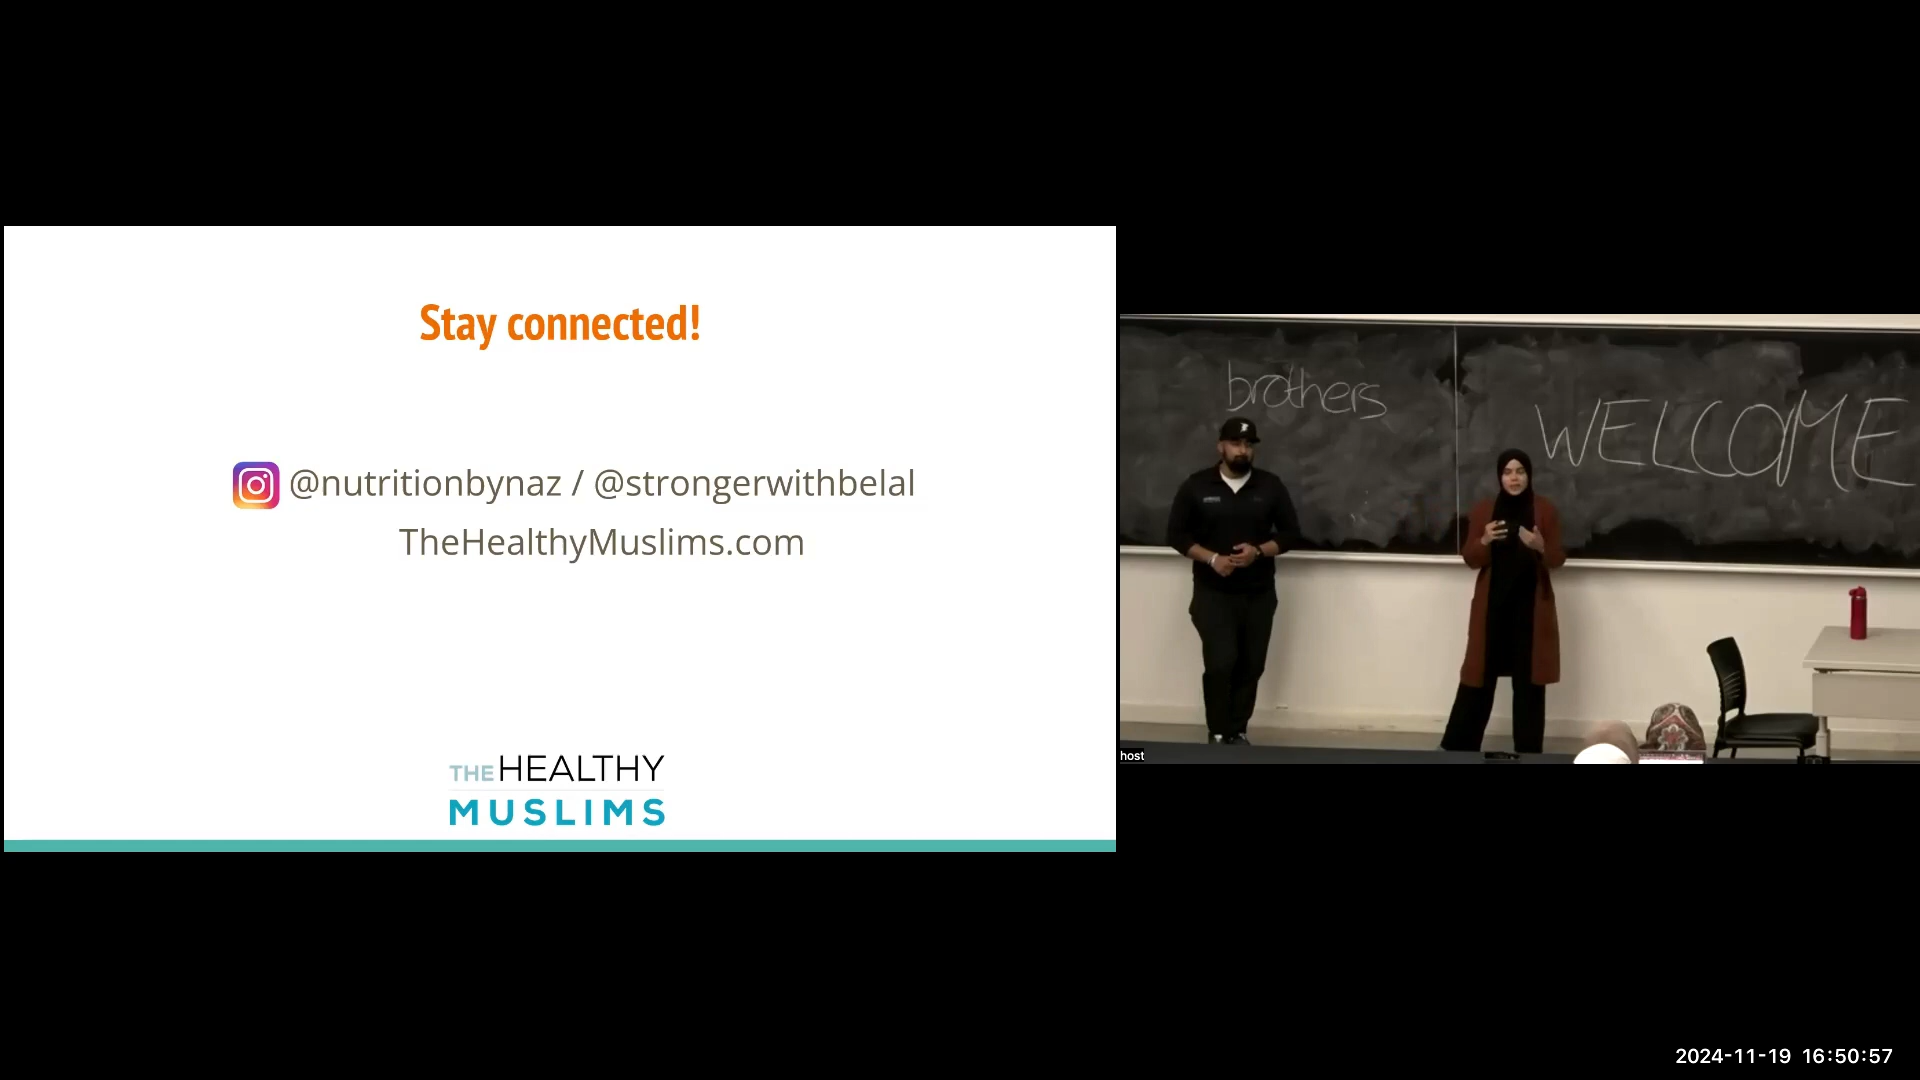 Stay connected!
@nutritionbynaz / @strongerwithbelal
TheHealthyMuslims.com
THE HEALTHY
MUSLIMS
brothers
WELCOME
host
2024-11-19 16:50:57